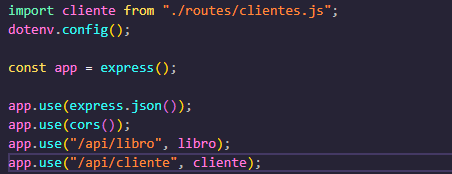 import cliente from "./routes/clientes.js";
dotenv.config();
const app = express();
app.use(express.json());
app.use(cors());
app.use("/api/libro", libro);
app.use("/api/cliente", cliente);